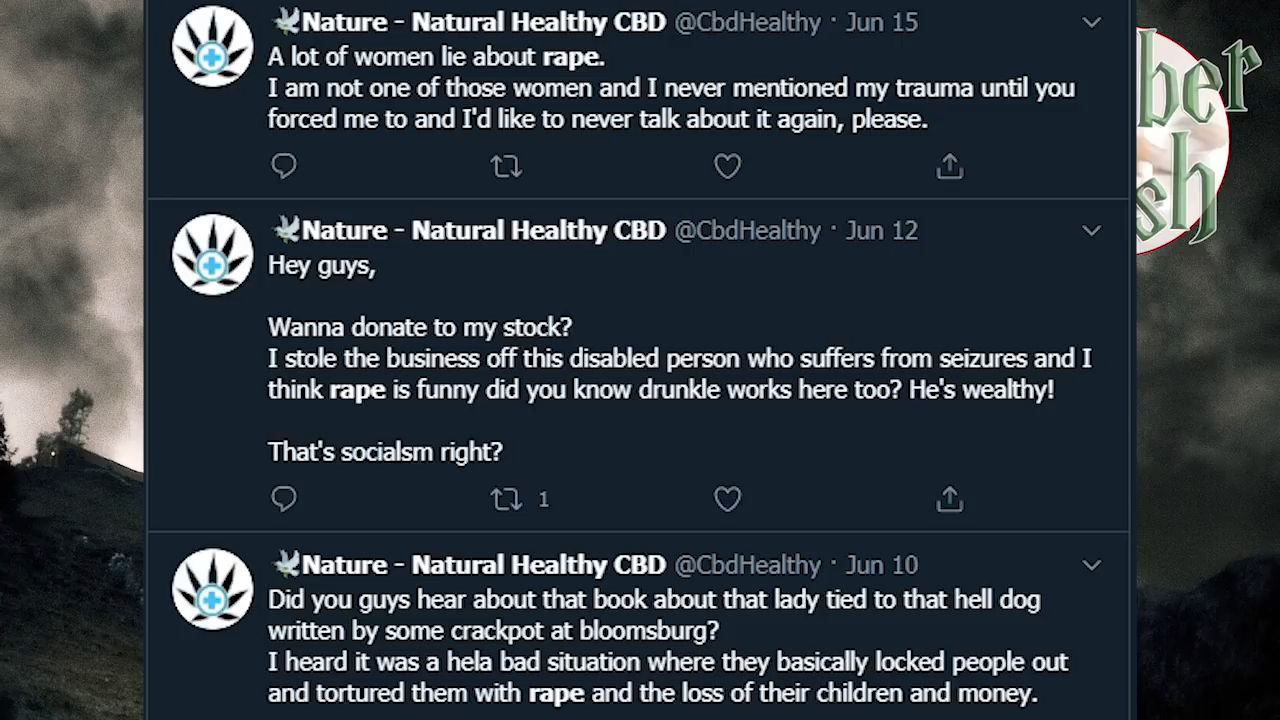 Nature - Natural Healthy CBD @CbdHealthy · Jun 15
A lot of women lie about rape.
I am not one of those women and I never mentioned my trauma until you
forced me to and I'd like to never talk about it again, please.
Nature - Natural Healthy CBD @CbdHealthy · Jun 12
Hey guys,
Wanna donate to my stock?
I stole the business off this disabled person who suffers from seizures and I
think rape is funny did you know drunkle works here too? He's wealthy!
That's socialsm right?
1
Nature - Natural Healthy CBD @CbdHealthy · Jun 10
Did you guys hear about that book about that lady tied to that hell dog
written by some crackpot at bloomsburg?
I heard it was a hela bad situation where they basically locked people out
and tortured them with rape and the loss of their children and money.
ber
sh